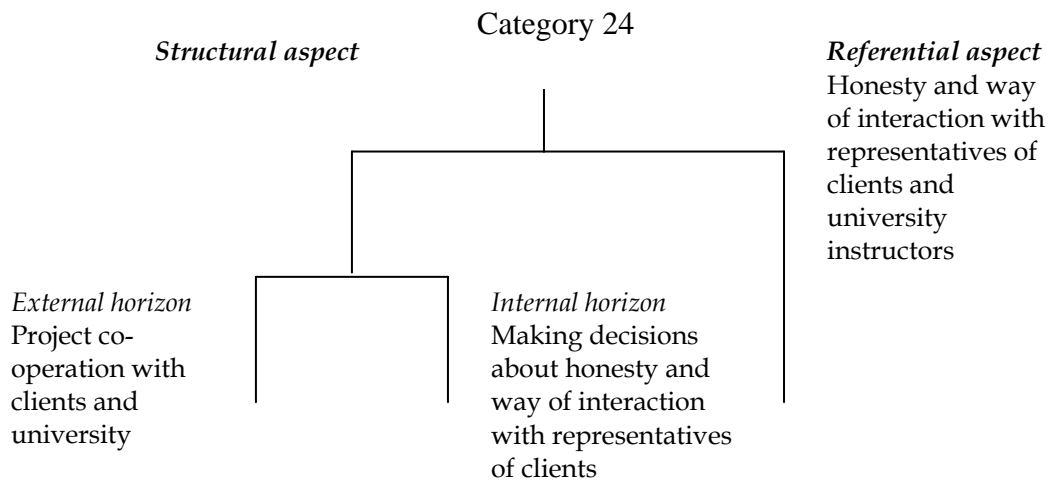 Category 24
Structural aspect
Referential aspect
Honesty and way
of interaction with
representatives of
clients and
university
instructors
External horizon
Project co-
operation with
clients and
university
Internal horizon
Making decisions
about honesty and
way of interaction
with representatives
of clients